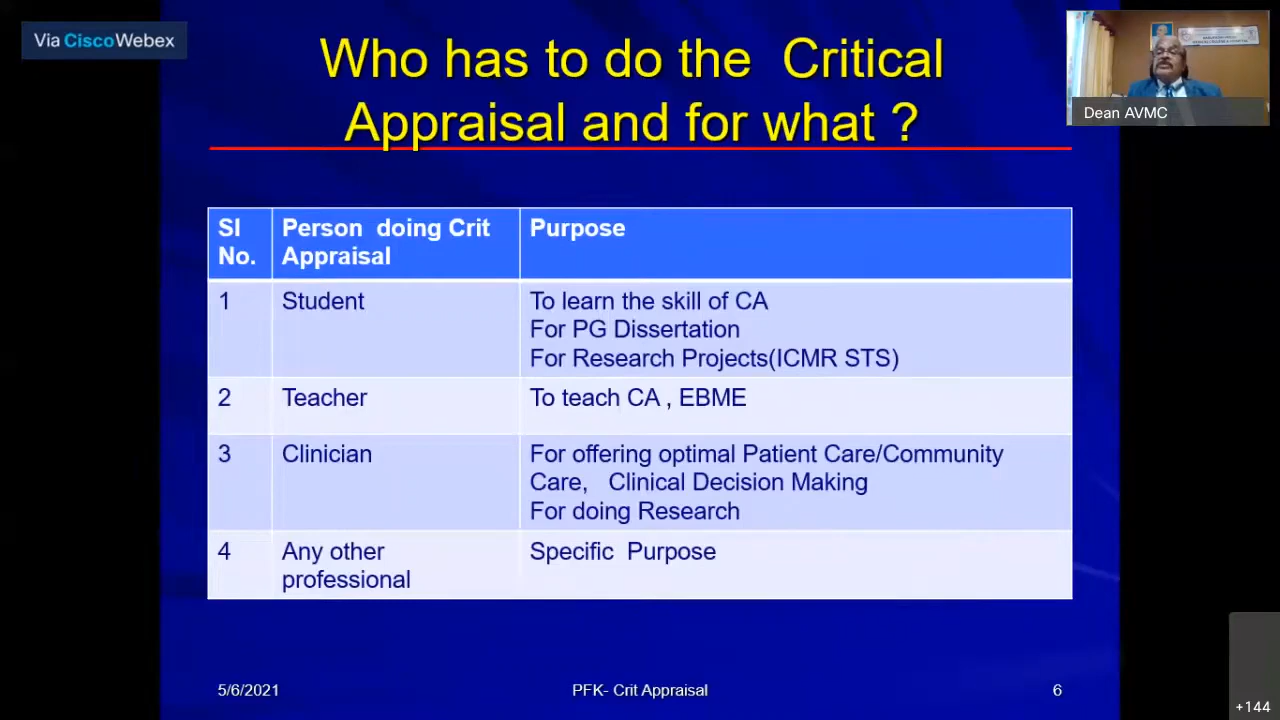 Via CiscoWebex
Who has to do the Critical
Appraisal and for what ?
Dean AVMC
Sl
No.
Person doing Crit
Appraisal
Purpose
1
Student
To learn the skill of CA
For PG Dissertation
For Research Projects(ICMR STS)
2
Teacher
To teach CA , EBME
3
Clinician
For offering optimal Patient Care/Community
Care, Clinical Decision Making
For doing Research
4
Any other
professional
Specific Purpose
5/6/2021
PFK- Crit Appraisal
6
+144